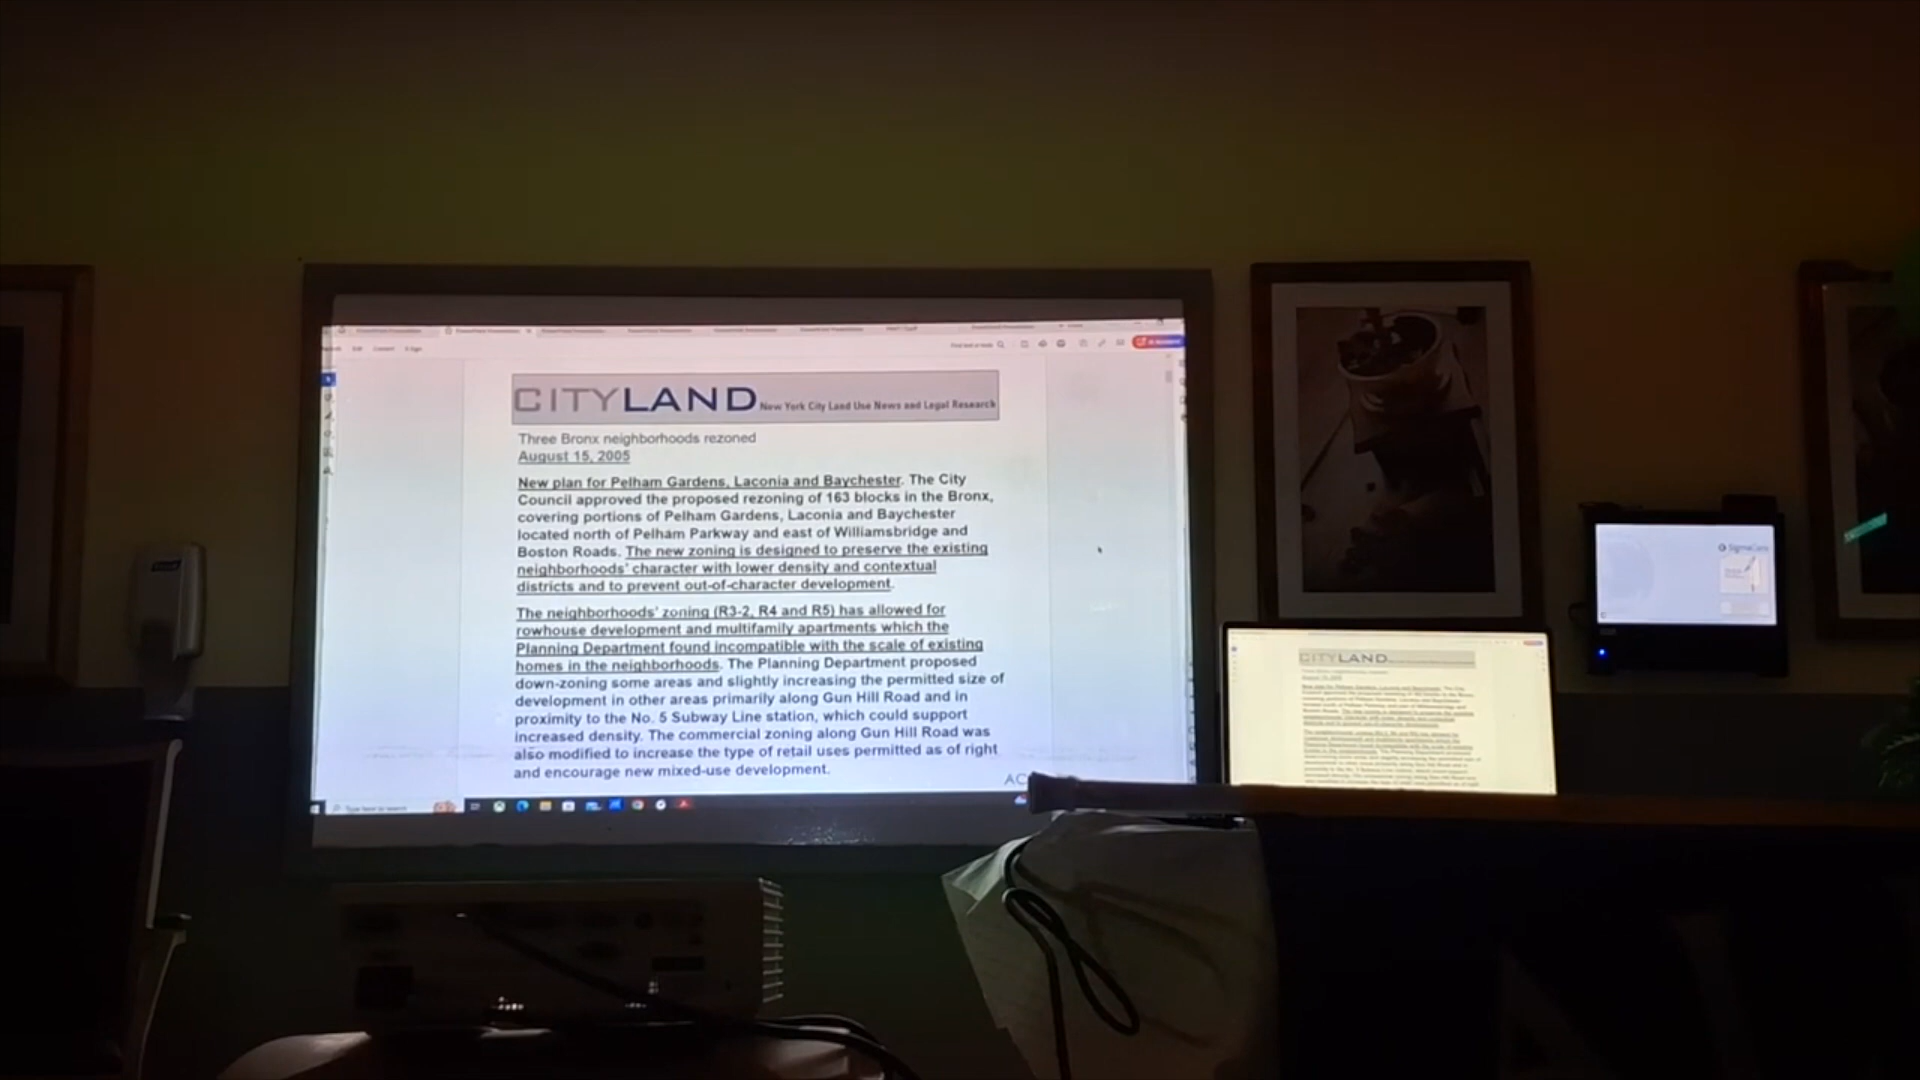 CITYLAND New York City Land Use News and Legal Research
Three Bronx neighborhoods rezoned
August 15, 2005
New plan for Pelham Gardens, Laconia and Baychester. The City
Council approved the proposed rezoning of 163 blocks in the Bronx,
covering portions of Pelham Gardens, Laconia and Baychester
located north of Pelham Parkway and east of Williamsbridge and
Boston Roads. The new zoning is designed to preserve the existing
neighborhoods' character with lower density and contextual
districts and to prevent out-of-character development.
The neighborhoods' zoning (R3-2, R4 and R5) has allowed for
rowhouse development and multifamily apartments which the
Planning Department found incompatible with the scale of existing
homes in the neighborhoods. The Planning Department proposed
down-zoning some areas and slightly increasing the permitted size of
development in other areas primarily along Gun Hill Road and in
proximity to the No. 5 Subway Line station, which could support
increased density. The commercial zoning along Gun Hill Road was
also modified to increase the type of retail uses permitted as of right
and encourage new mixed-use development.
Type here to search
SigmaCare
CITYLAND